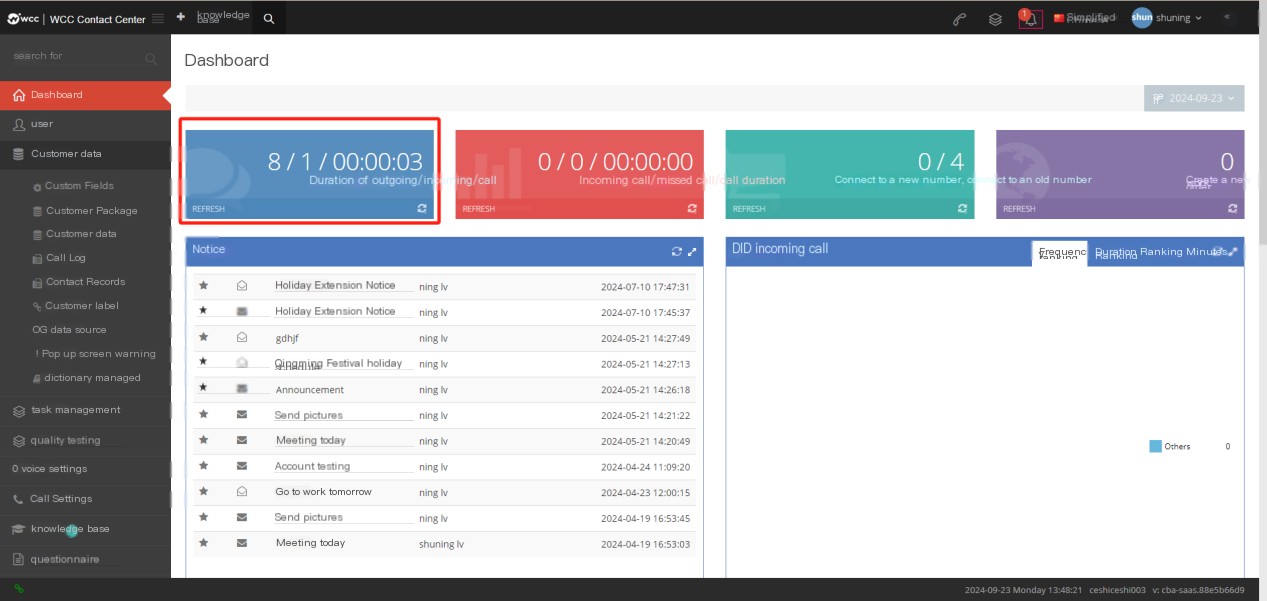 wcc | WCC Contact Center
knowledge base
1
Simplified
shun shuning
search for
Dashboard
user
Customer data
Custom Fields
Customer Package
Customer data
Call Log
Contact Records
Customer label
OG data source
! Pop up screen warning
dictionary managed
task management
quality testing
0 voice settings
Call Settings
knowledge base
questionnaire
Dashboard
2024-09-23
8 / 1 / 00:00:03
Duration of outgoing/incoming/call
REFRESH
0 / 0 / 00:00:00
Incoming call/missed call/call duration
REFRESH
0 / 4
Connect to a new number, connect to an old number
REFRESH
0
Create a new
REFRESH
Notice
Holiday Extension Notice ning lv 2024-07-10 17:47:31
Holiday Extension Notice ning lv 2024-07-10 17:45:37
gdhjf ning lv 2024-05-21 14:27:49
Qingming Festival holiday ning lv 2024-05-21 14:27:13
Announcement ning lv 2024-05-21 14:26:18
Send pictures ning lv 2024-05-21 14:21:22
Meeting today ning lv 2024-05-21 14:20:49
Account testing ning lv 2024-04-24 11:09:20
Go to work tomorrow ning lv 2024-04-23 12:00:15
Send pictures ning lv 2024-04-19 16:53:45
Meeting today shuning lv 2024-04-19 16:53:03
DID incoming call
Frequenc
ranking
Duration Ranking Minutes
Ranking
Others 0
2024-09-23 Monday 13:48:21 ceshiceshi003 v: cba-saas.88e5b66d9